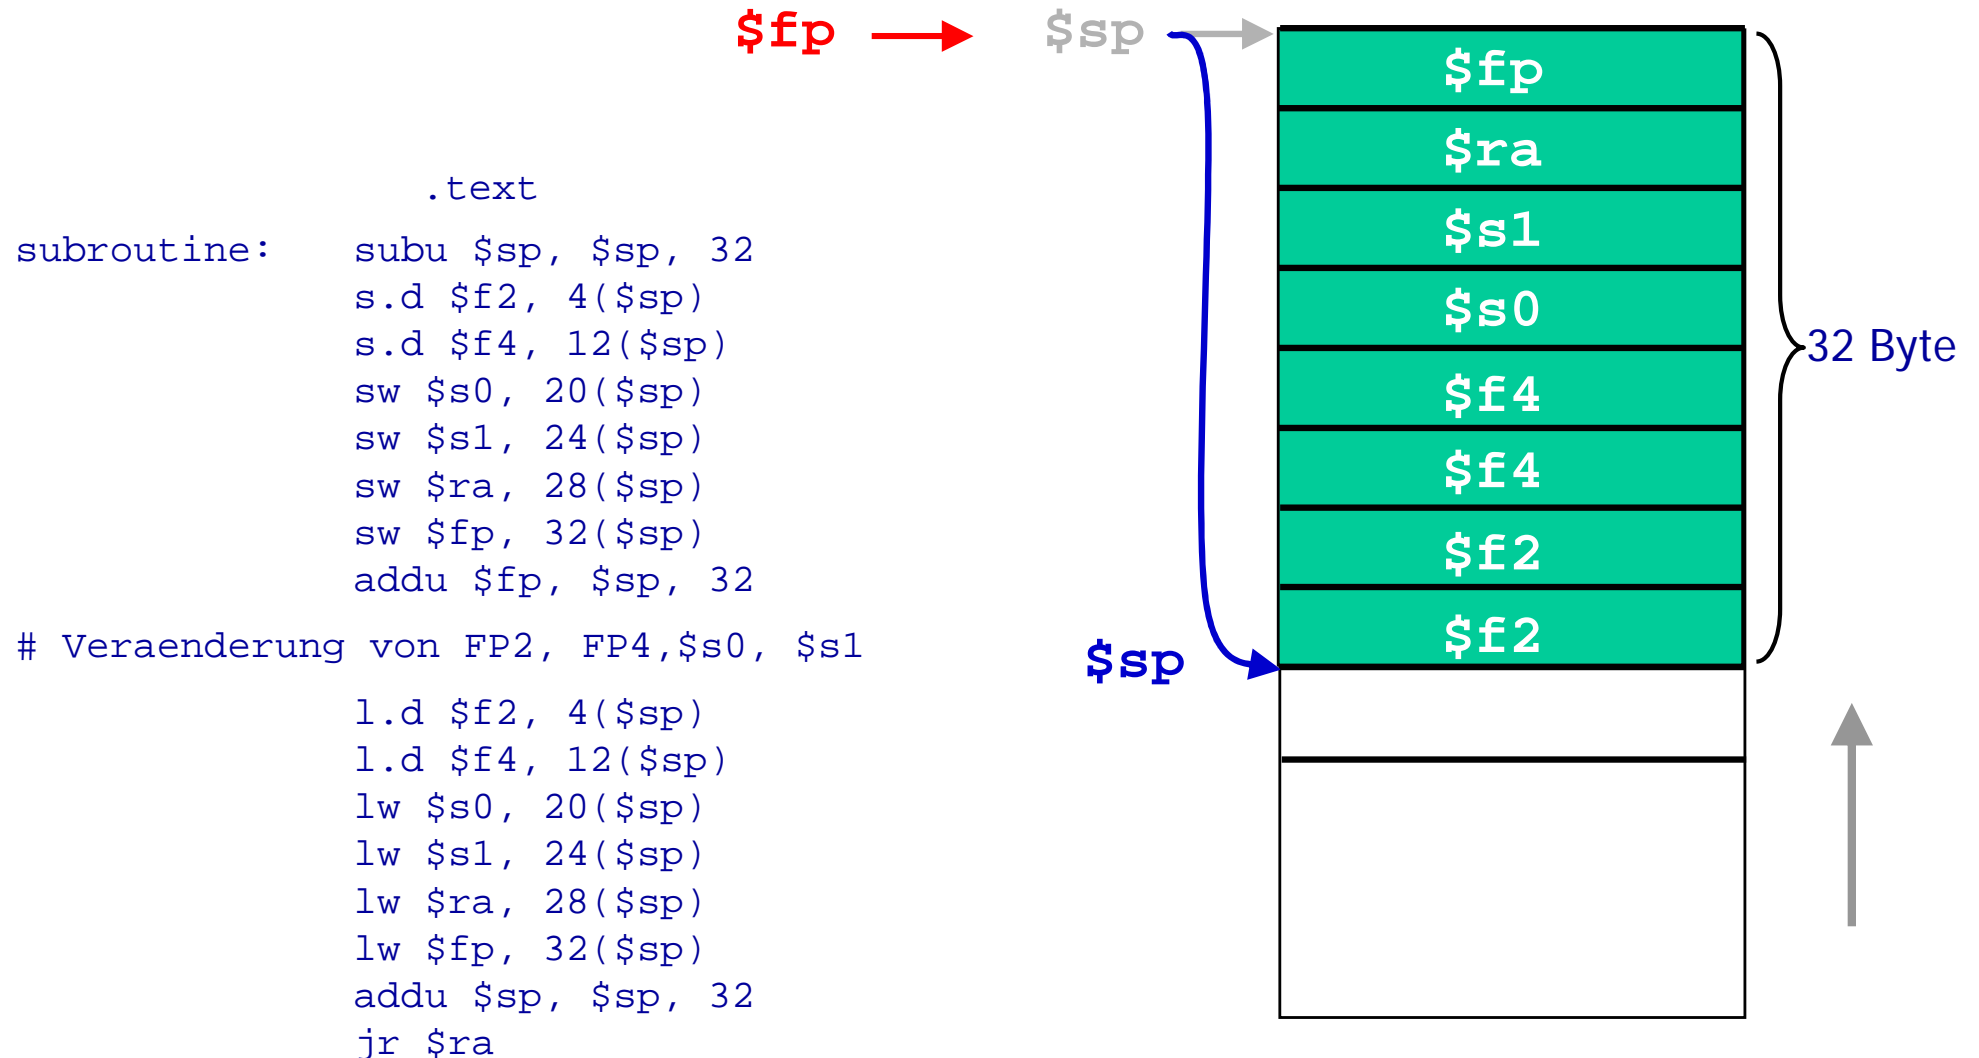 $fp
$sp
.text
subroutine: subu $sp, $sp, 32
s.d $f2, 4($sp)
s.d $f4, 12($sp)
sw $s0, 20($sp)
sw $s1, 24($sp)
sw $ra, 28($sp)
sw $fp, 32($sp)
addu $fp, $sp, 32
# Veraenderung von FP2, FP4,$s0, $s1
l.d $f2, 4($sp)
l.d $f4, 12($sp)
lw $s0, 20($sp)
lw $s1, 24($sp)
lw $ra, 28($sp)
lw $fp, 32($sp)
addu $sp, $sp, 32
jr $ra
$sp
$fp
$ra
$s1
$s0
$f4
$f4
$f2
$f2
32 Byte